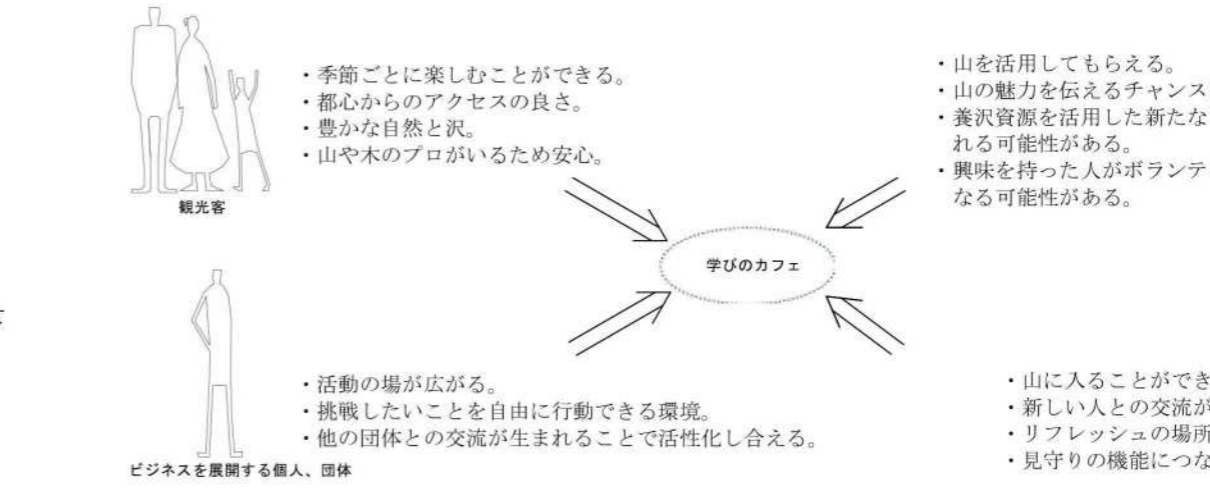 ・季節ごとに楽しむことができる。
・都心からのアクセスの良さ。
・豊かな自然と沢。
・山や木のプロがいるため安心。
観光客
・山を活用してもらえる。
・山の魅力を伝えるチャンス
・養沢資源を活用した新たな
れる可能性がある。
・興味を持った人がボランテ
なる可能性がある。
学びのカフェ
・活動の場が広がる。
・挑戦したいことを自由に行動できる環境。
・他の団体との交流が生まれることで活性化し合える。
ビジネスを展開する個人、団体
・山に入ることができ
・新しい人との交流が
・リフレッシュの場所
・見守りの機能につな